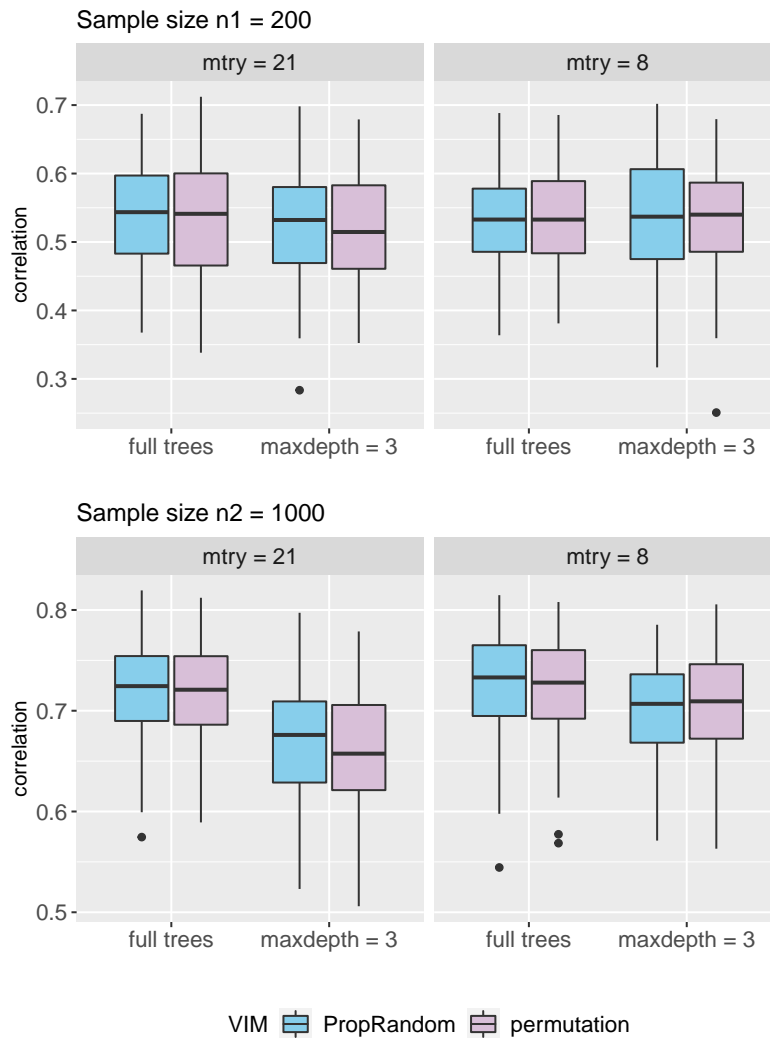 Sample size n1 = 200
mtry = 21
mtry = 8
0.7
0.6
0.5
0.4
0.3
correlation
full trees
maxdepth = 3
full trees
maxdepth = 3
Sample size n2 = 1000
mtry = 21
mtry = 8
0.8
0.7
0.6
0.5
correlation
full trees
maxdepth = 3
full trees
maxdepth = 3
VIM PropRandom permutation